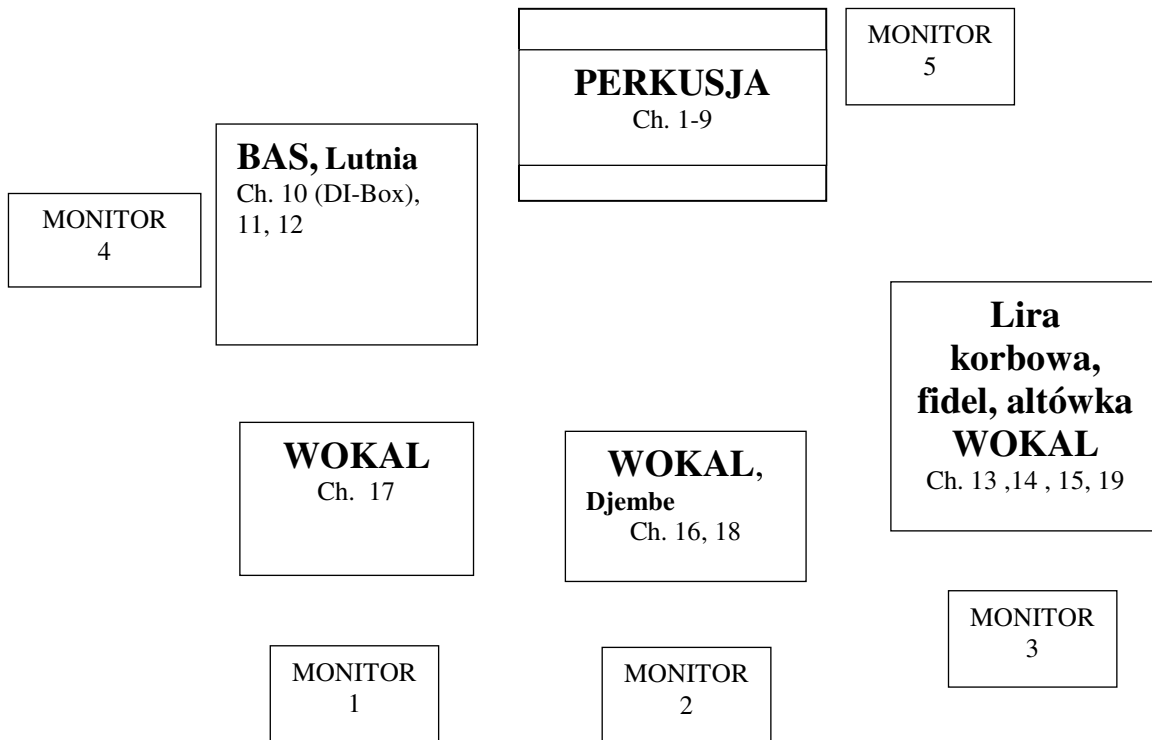 PERKUSJA
Ch. 1-9
MONITOR
5
BAS, Lutnia
Ch. 10 (DI-Box),
11, 12
MONITOR
4
Lira
korbowa,
fidel, altówka
WOKAL
Ch. 13 ,14 , 15, 19
WOKAL
Ch. 17
WOKAL,
Djembe
Ch. 16, 18
MONITOR
3
MONITOR
1
MONITOR
2